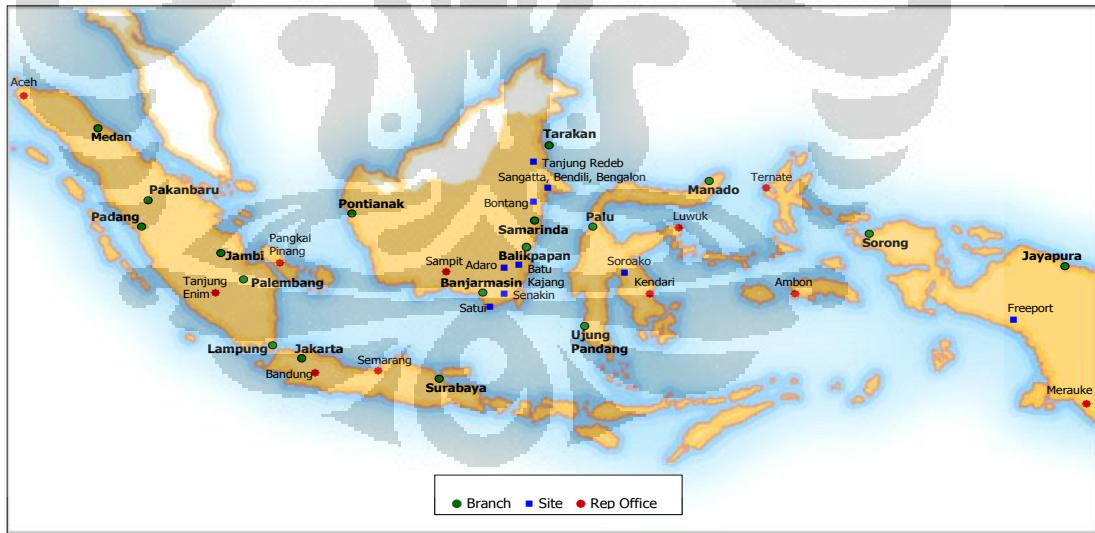 Aceh
Medan
Tarakan
Tanjung Redeb
Sangatta, Bendili, Bengalon
Pakanbaru
Manado
Ternate
Padang
Pontianak
Bontang
Samarinda
Palu
Luwuk
Sorong
Jambi
Pangkal
Pinang
Balikpapan
Jayapura
Sampit
Adaro
Batu
Kajang
Soroako
Tanjung
Enim
Palembang
Banjarmasin
Senakin
Kendari
Ambon
Satui
Freeport
Lampung
Jakarta
Ujung
Pandang
Semarang
Bandung
Surabaya
Merauke
Branch Site Rep Office